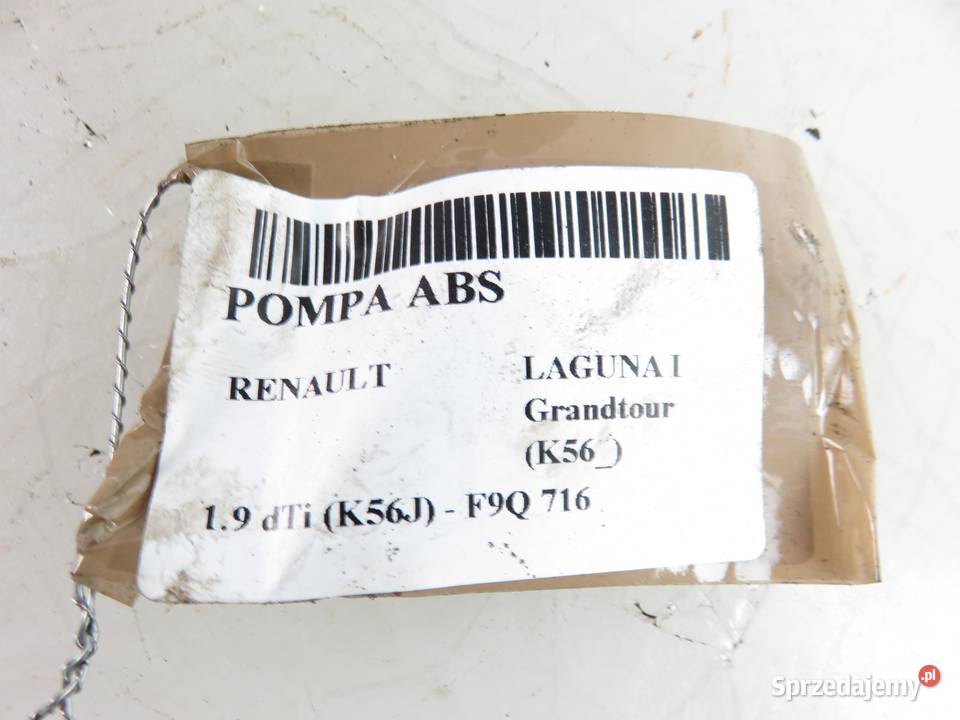 POMPA ABS
RENAULT
LAGUNA I
Grandtour
(K56_)
1.9 dTi (K56J) - F9Q 716
Sprzedajemy.pl